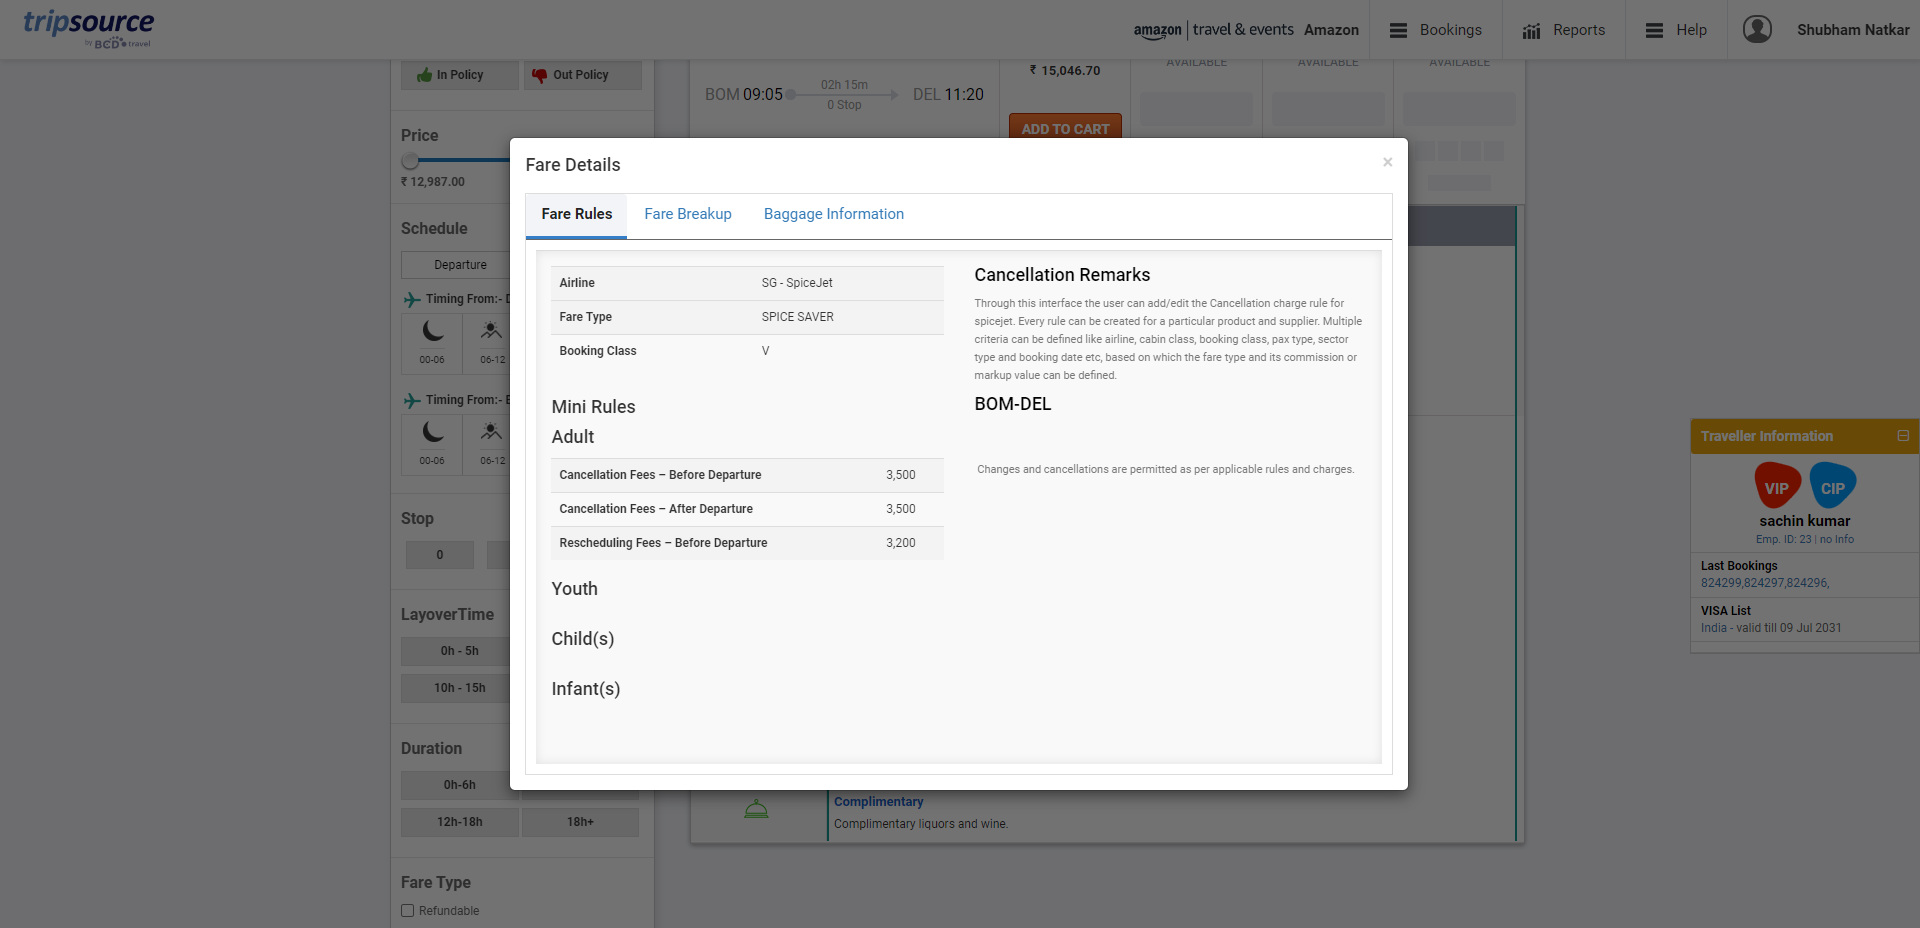 tripsource
by BCD travel
amazon | travel & events Amazon
Bookings
Reports
Help
Shubham Natkar
In Policy
Out Policy
Price
₹ 12,987.00
Schedule
Departure
Timing From:-
00-06
06-12
Timing From:-
00-06
06-12
Stop
0
LayoverTime
0h - 5h
10h - 15h
Duration
0h-6h
12h-18h
18h+
Fare Type
Refundable
BOM 09:05
02h 15m
0 Stop
DEL 11:20
₹ 15,046.70
ADD TO CART
AVAILABLE
AVAILABLE
AVAILABLE
Fare Details
×
Fare Rules
Fare Breakup
Baggage Information
Airline SG - SpiceJet
Fare Type SPICE SAVER
Booking Class V
Mini Rules
Adult
Cancellation Fees – Before Departure 3,500
Cancellation Fees – After Departure 3,500
Rescheduling Fees – Before Departure 3,200
Youth
Child(s)
Infant(s)
Cancellation Remarks
Through this interface the user can add/edit the Cancellation charge rule for
spicejet. Every rule can be created for a particular product and supplier. Multiple
criteria can be defined like airline, cabin class, booking class, pax type, sector
type and booking date etc, based on which the fare type and its commission or
markup value can be defined.
BOM-DEL
Changes and cancellations are permitted as per applicable rules and charges.
Complimentary
Complimentary liquors and wine.
Traveller Information
VIP
CIP
sachin kumar
Emp. ID: 23 | no Info
Last Bookings
824299,824297,824296,
VISA List
India - valid till 09 Jul 2031